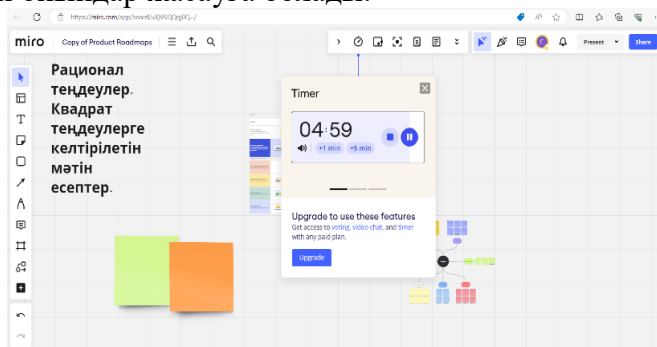 https://miro.com/app/board/
miro Copy of Product Roadmaps
Present
Share
Рационал
теңдеулер.
Квадрат
теңдеулерге
келтірілетін
мәтін
есептер.
Timer
04:59
+1 min +5 min
Upgrade to use these features
Get access to voting, video chat, and timer
with any paid plan.
Upgrade